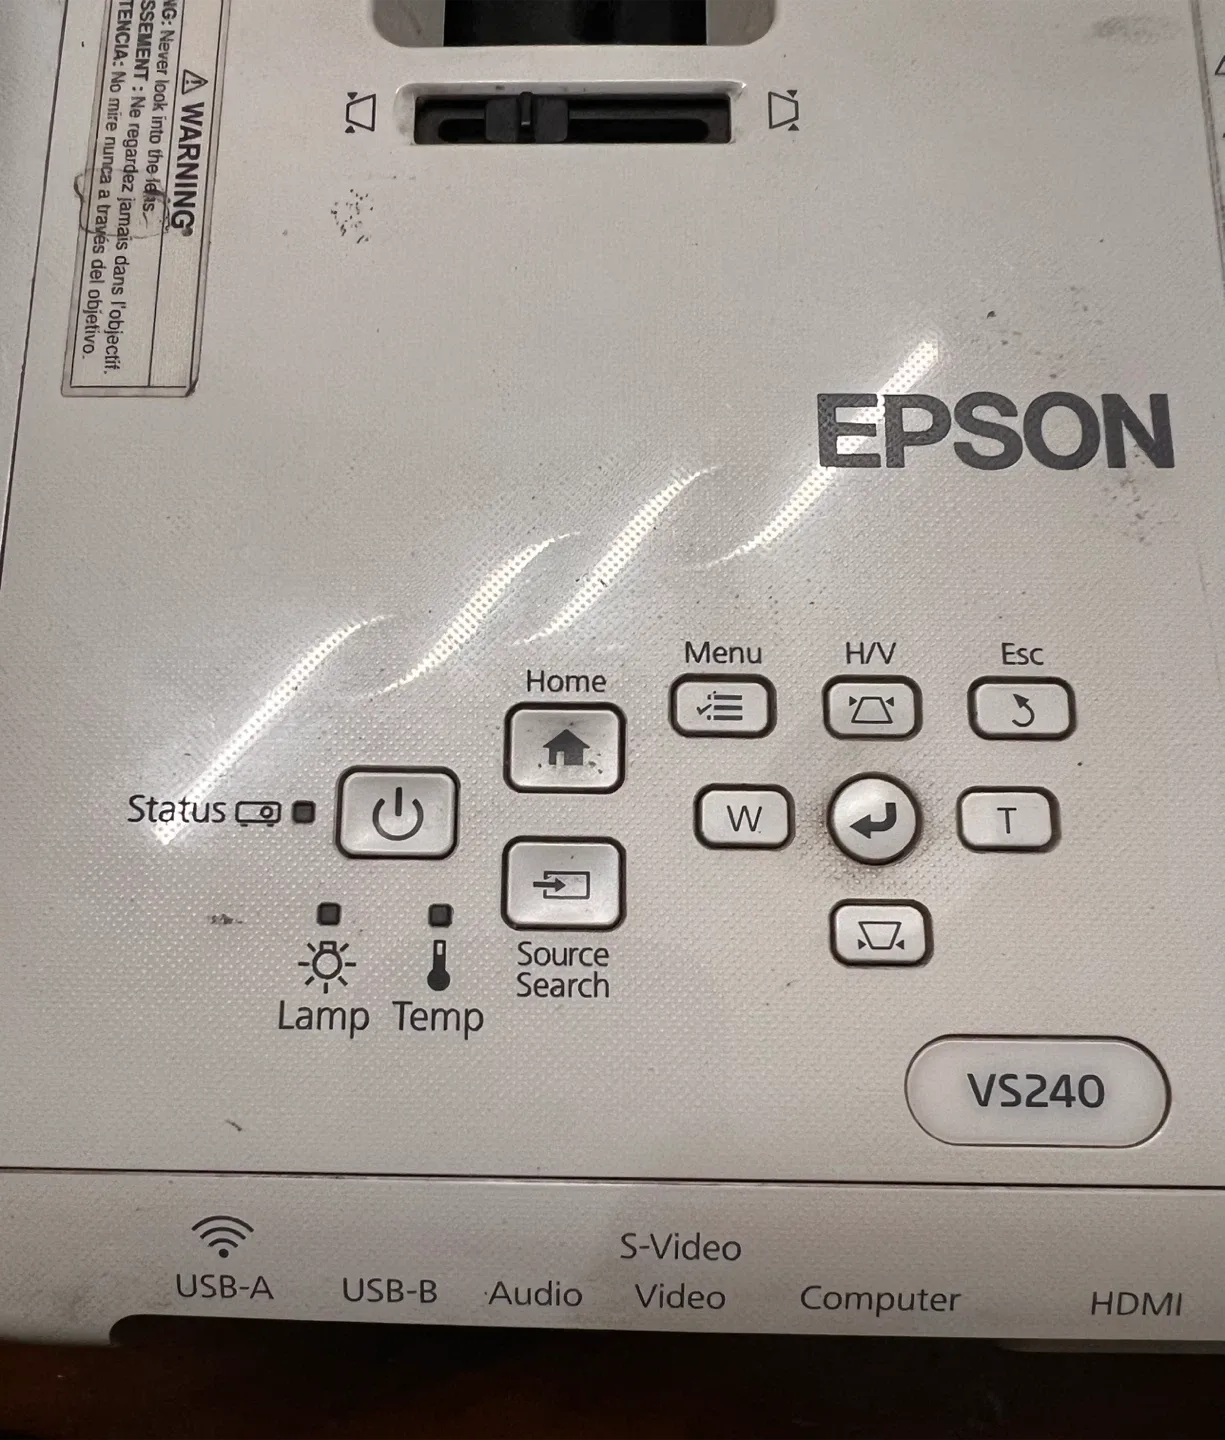 ⚠ WARNING
NG: Never look into the lens.
SSEMENT : Ne regardez jamais dans l'objectif.
TENCIA: No mire nunca a través del objetivo.
EPSON
Menu
H/V
Esc
Home
W
T
Status
Source
Search
Lamp
Temp
VS240
S-Video
USB-A
USB-B
Audio
Video
Computer
HDMI